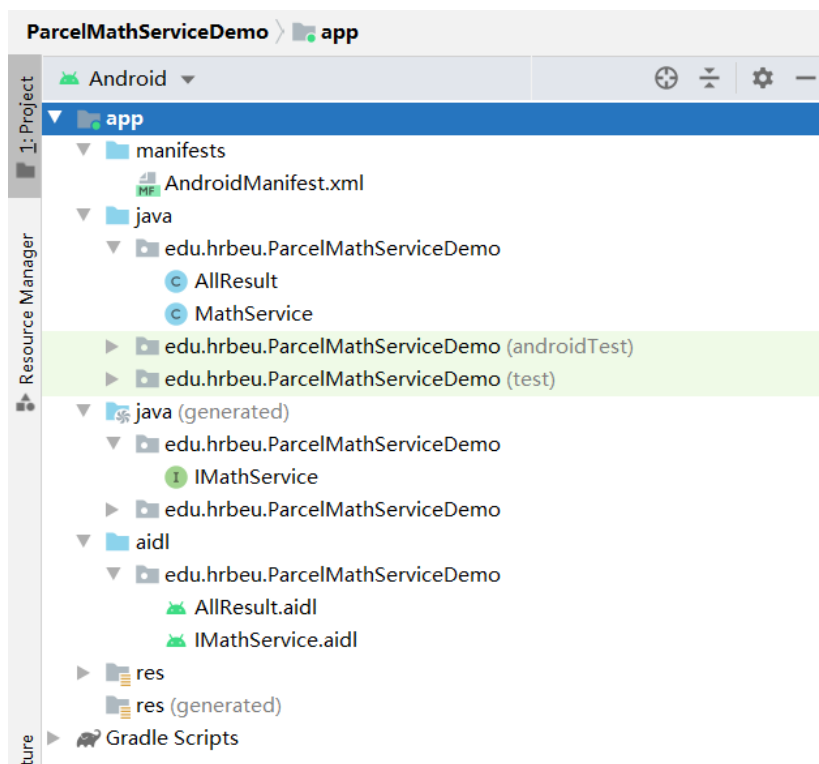 ParcelMathServiceDemo app
1: Project
Resource Manager
Android
app
manifests
MF AndroidManifest.xml
java
edu.hrbeu.ParcelMathServiceDemo
C AllResult
C MathService
edu.hrbeu.ParcelMathServiceDemo (androidTest)
edu.hrbeu.ParcelMathServiceDemo (test)
java (generated)
edu.hrbeu.ParcelMathServiceDemo
I IMathService
edu.hrbeu.ParcelMathServiceDemo
aidl
edu.hrbeu.ParcelMathServiceDemo
AllResult.aidl
IMathService.aidl
res
res (generated)
Gradle Scripts